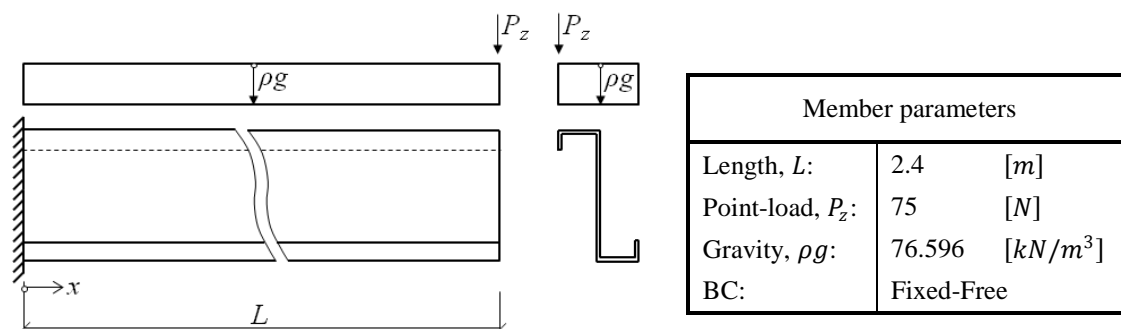 P_z P_z
ρg ρg
x
L
Member parameters
Length, L: 2.4 [m]
Point-load, P_z: 75 [N]
Gravity, ρg: 76.596 [kN/m³]
BC: Fixed-Free